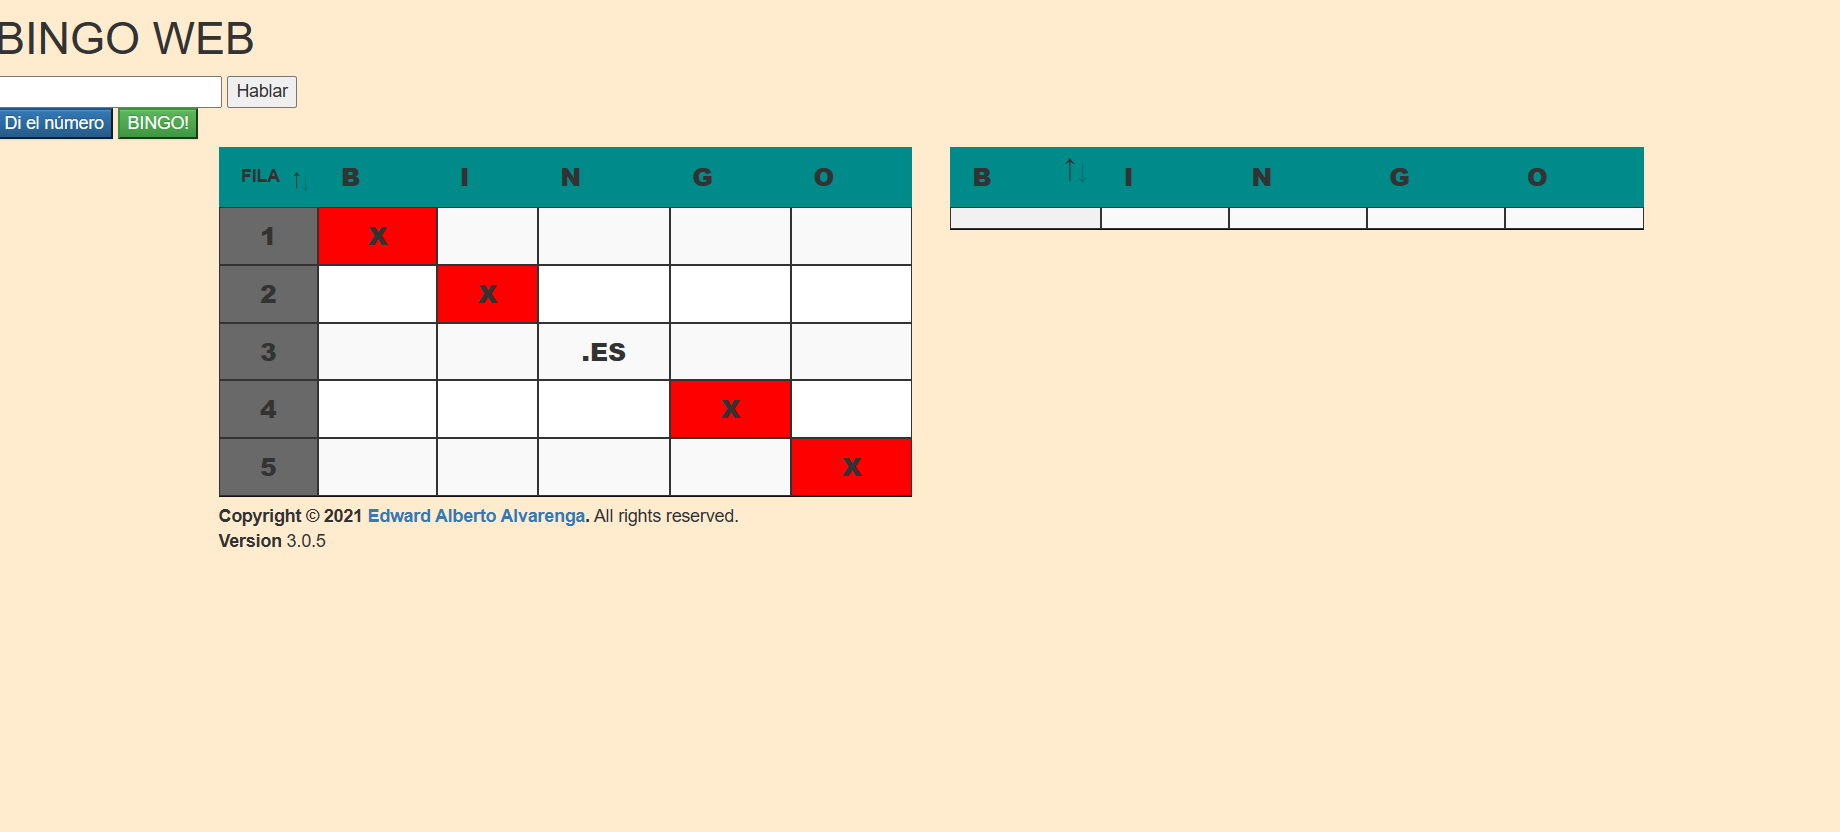 BINGO WEB
Hablar
Di el número BINGO!
FILA B I N G O
1 X
2 X
3 .ES
4 X
5 X
B I N G O
Copyright © 2021 Edward Alberto Alvarenga. All rights reserved.
Version 3.0.5